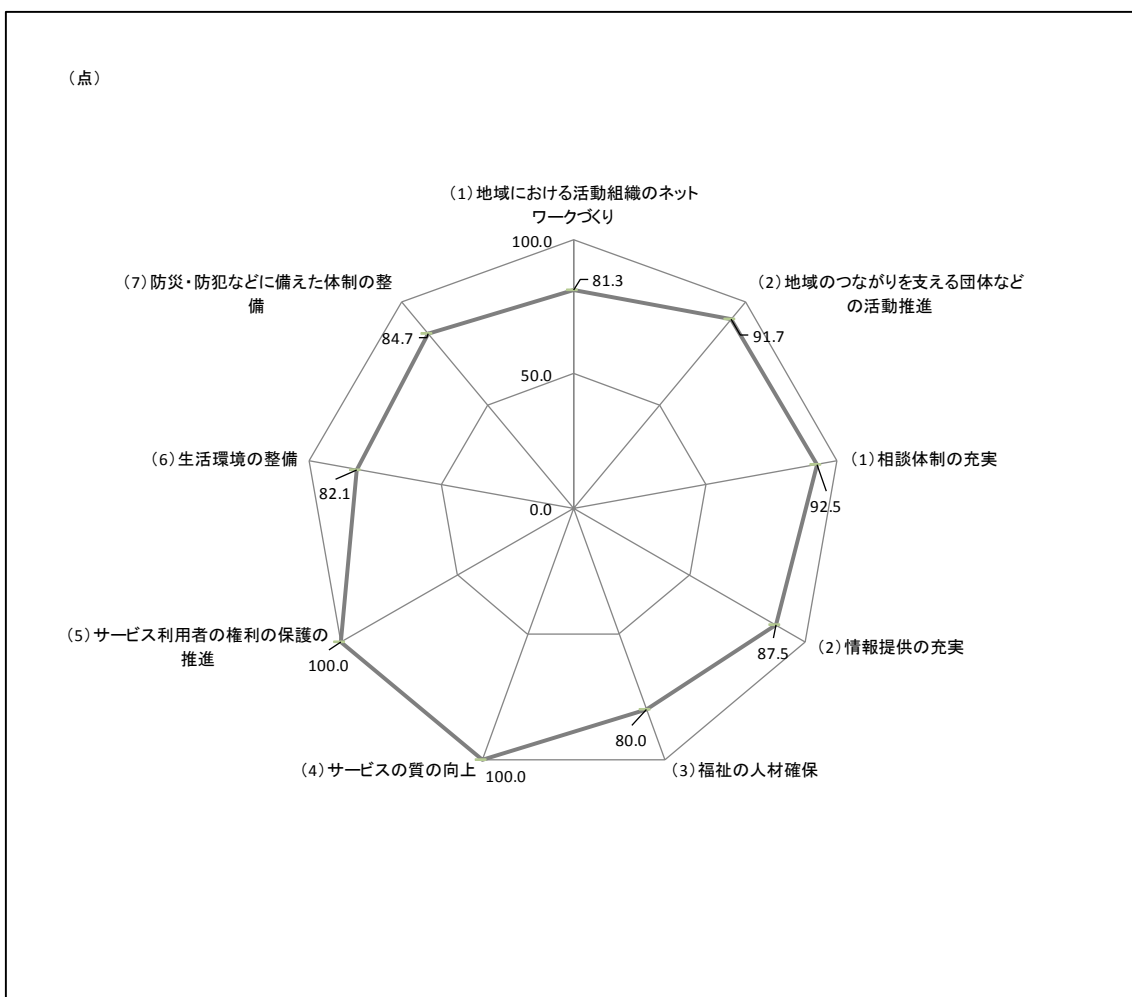 （点）
（1）地域における活動組織のネット
ワークづくり
100.0
81.3
（7）防災・防犯などに備えた体制の整
備
（2）地域のつながりを支える団体など
の活動推進
84.7
91.7
50.0
（6）生活環境の整備
（1）相談体制の充実
82.1
92.5
0.0
（5）サービス利用者の権利の保護の
推進
100.0
（2）情報提供の充実
87.5
80.0
（4）サービスの質の向上
100.0
（3）福祉の人材確保